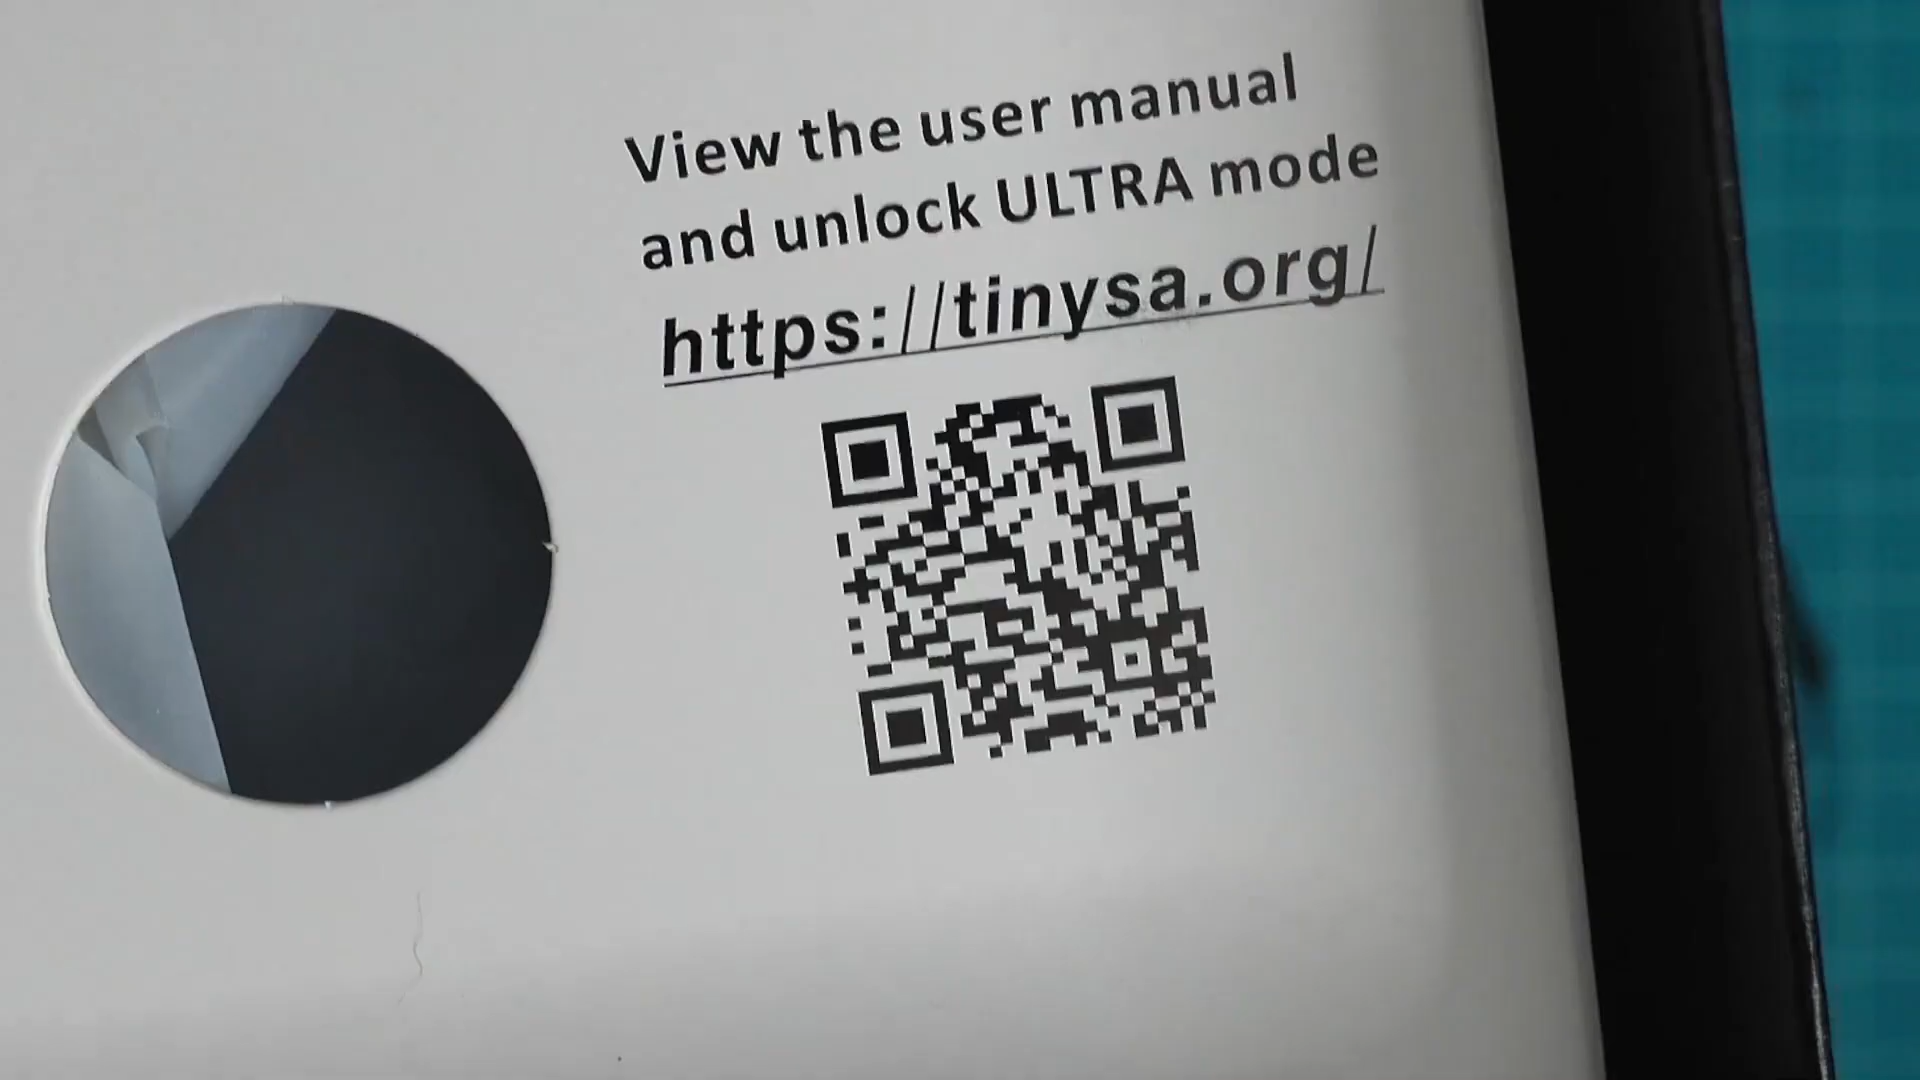 View the user manual
and unlock ULTRA mode
https://tinysa.org/